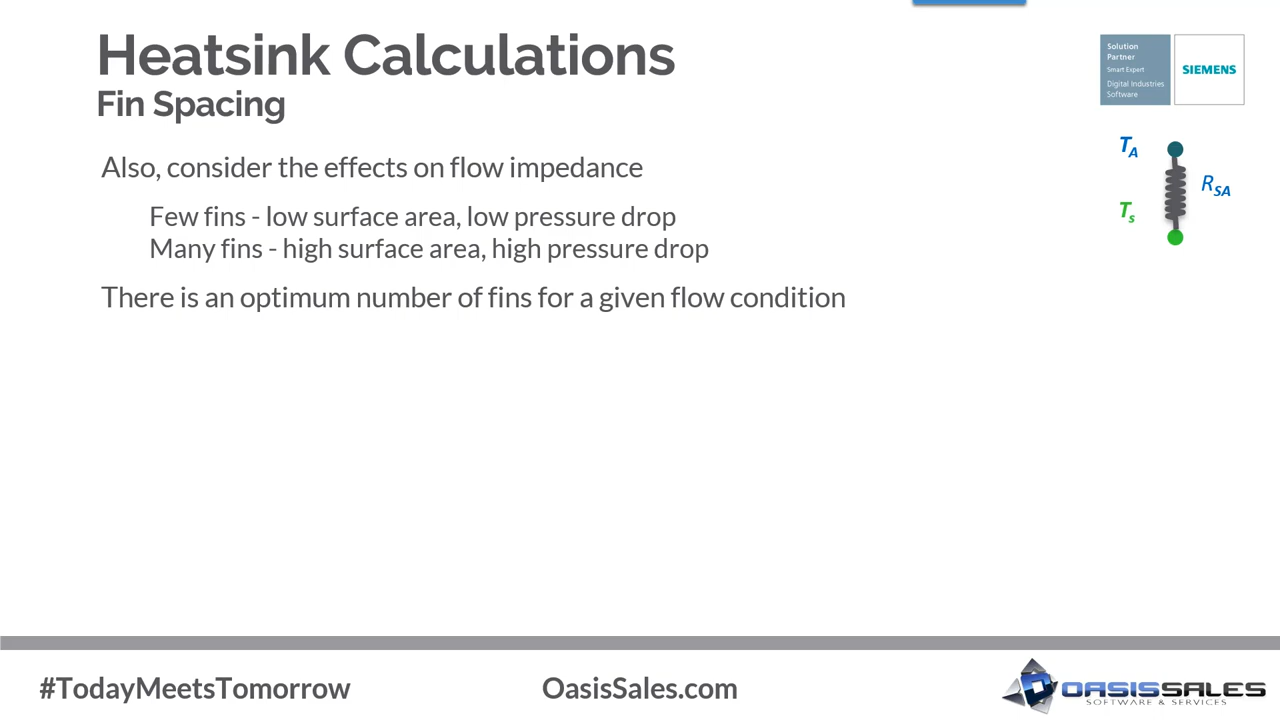 Heatsink Calculations
Fin Spacing
Solution
Partner
Smart Expert
Digital Industries
Software
SIEMENS
Also, consider the effects on flow impedance
Few fins - low surface area, low pressure drop
Many fins - high surface area, high pressure drop
There is an optimum number of fins for a given flow condition
TA
RSA
Ts
#TodayMeetsTomorrow
OasisSales.com
OASISSALES
SOFTWARE & SERVICES